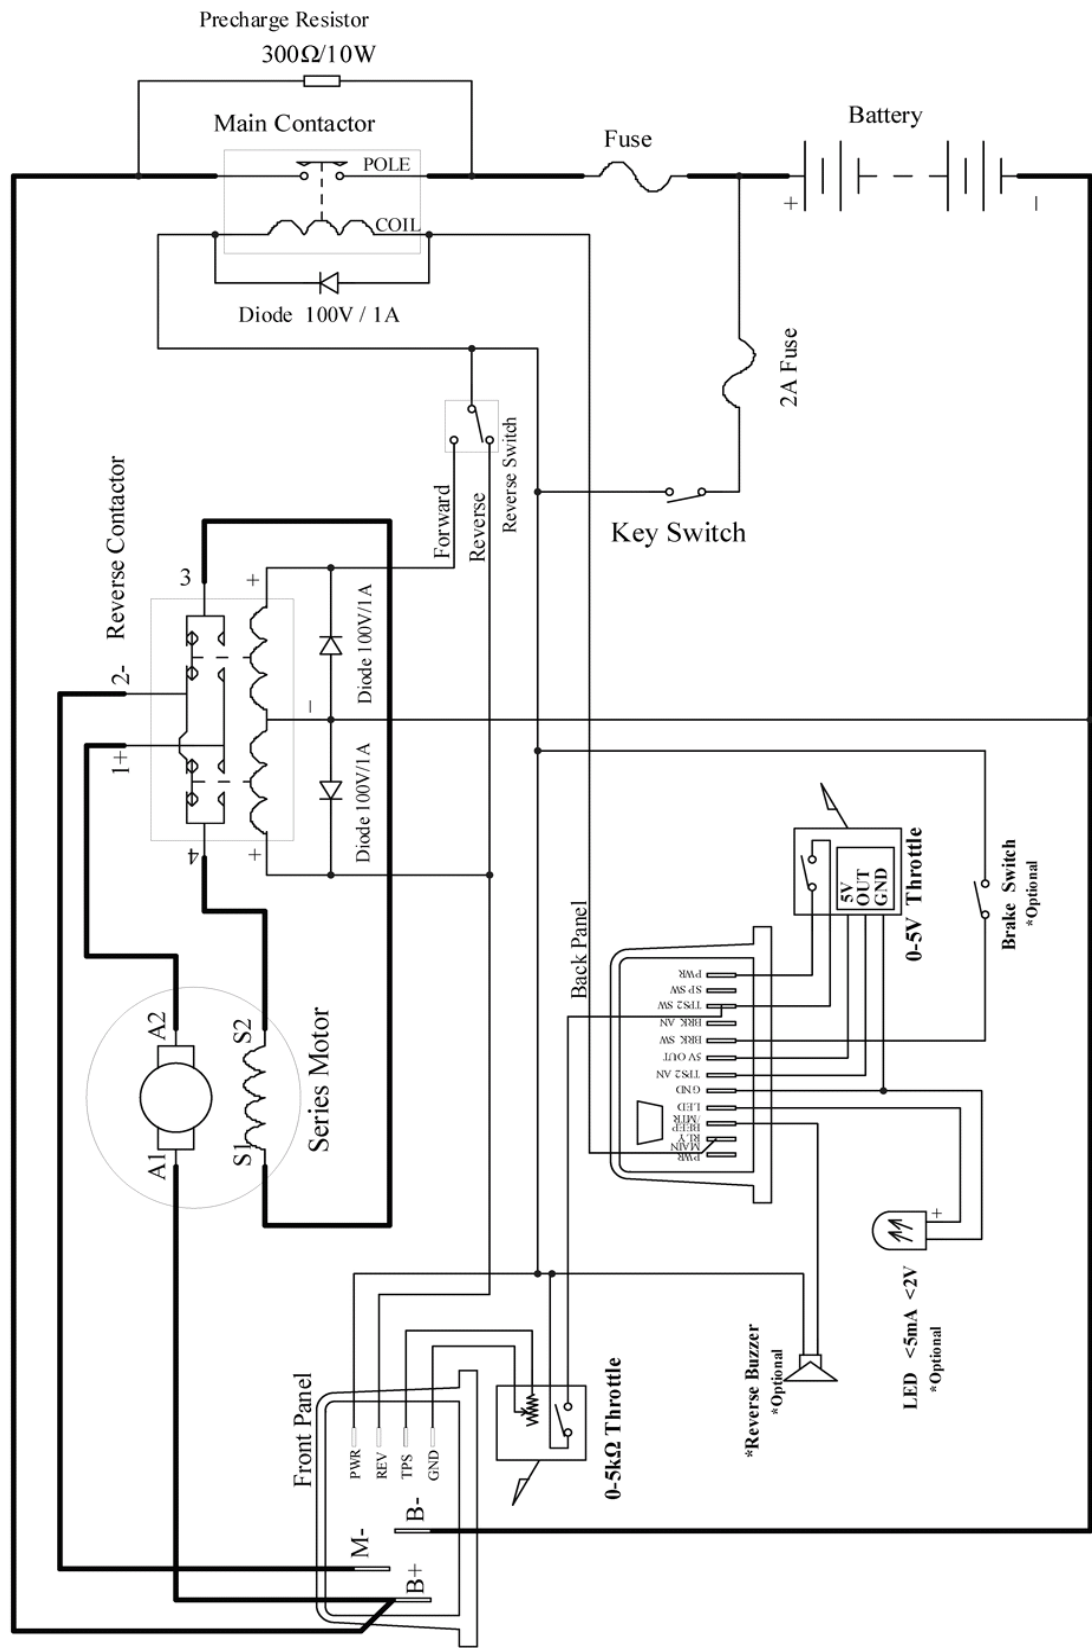 Precharge Resistor
300Ω/10W
Main Contactor
POLE
COIL
Diode 100V / 1A
Fuse
Battery
+
−
2A Fuse
Key Switch
Reverse Switch
Forward
Reverse
Reverse Contactor
3
2-
1+
4
+
−
+
Diode 100V/1A
Diode 100V/1A
A2
S2
A1
S1
Series Motor
Back Panel
PWR
SP SW
TPS2 SW
BRK AN
BRK SW
5V OUT
TPS2 AN
GND
LED
BEEP
/MTR
MAIN
RLY
PWR
5V
OUT
GND
0-5V Throttle
Brake Switch
*Optional
+
LED <5mA <2V
*Optional
*Reverse Buzzer
*Optional
0-5kΩ Throttle
Front Panel
PWR
REV
TPS
GND
M-
B-
B+